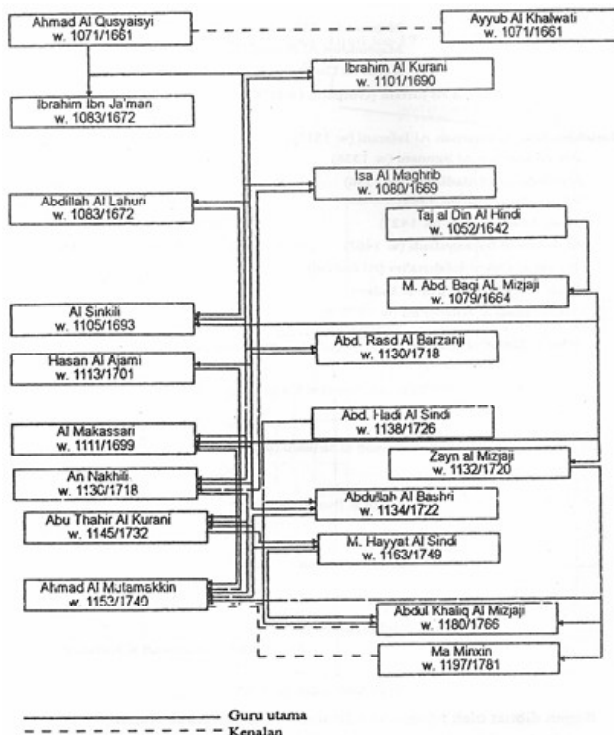 Ahmad Al Qusyaisyi
w. 1071/1661
Ayyub Al Khalwati
w. 1071/1661
Ibrahim Al Kurani
w. 1101/1690
Ibrahim Ibn Ja'man
w. 1083/1672
Isa Al Maghrib
w. 1080/1669
Abdillah Al Lahuri
w. 1083/1672
Taj al Din Al Hindi
w. 1052/1642
M. Abd. Baqi AL Mizjaji
w. 1079/1664
Al Sinkili
w. 1105/1693
Abd. Rasd Al Barzanji
w. 1130/1718
Hasan Al Ajami
w. 1113/1701
Abd. Hadi Al Sindi
w. 1138/1726
Al Makassari
w. 1111/1699
Zayn al Mizjaji
w. 1132/1720
An Nakhili
w. 1130/1718
Abdullah Al Bashri
w. 1134/1722
Abu Thahir Al Kurani
w. 1145/1732
M. Hayyat Al Sindi
w. 1163/1749
Ahmad Al Mutamakkin
w. 1153/1740
Abdul Khaliq Al Mizjaji
w. 1180/1766
Ma Minxin
w. 1197/1781
Guru utama
Kenalan